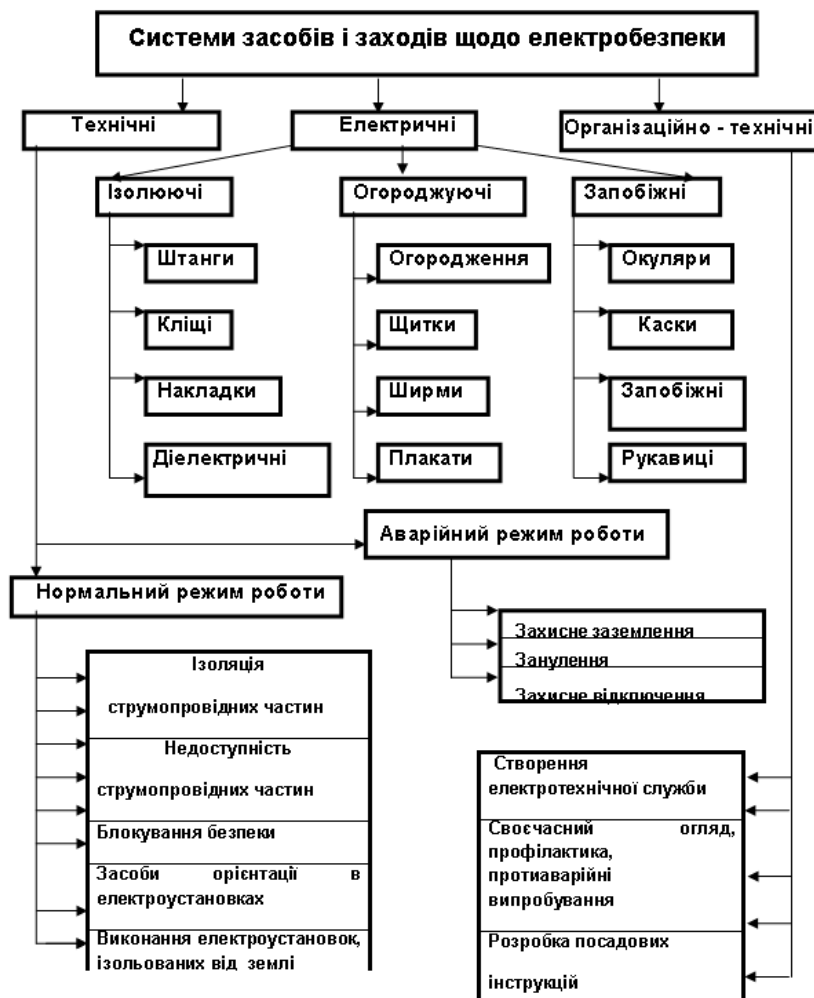 Системи засобів і заходів щодо електробезпеки
Технічні
Електричні
Організаційно - технічні
Ізолюючі
Огороджуючі
Запобіжні
Штанги
Огородження
Окуляри
Кліщі
Щитки
Каски
Накладки
Ширми
Запобіжні
Діелектричні
Плакати
Рукавиці
Аварійний режим роботи
Нормальний режим роботи
Захисне заземлення
Занулення
Захисне відключення
Ізоляція
струмопровідних частин
Недоступність
струмопровідних частин
Блокування безпеки
Засоби орієнтації в
електроустановках
Виконання електроустановок,
ізольованих від землі
Створення
електротехнічної служби
Своєчасний огляд,
профілактика,
протиаварійні
випробування
Розробка посадових
інструкцій